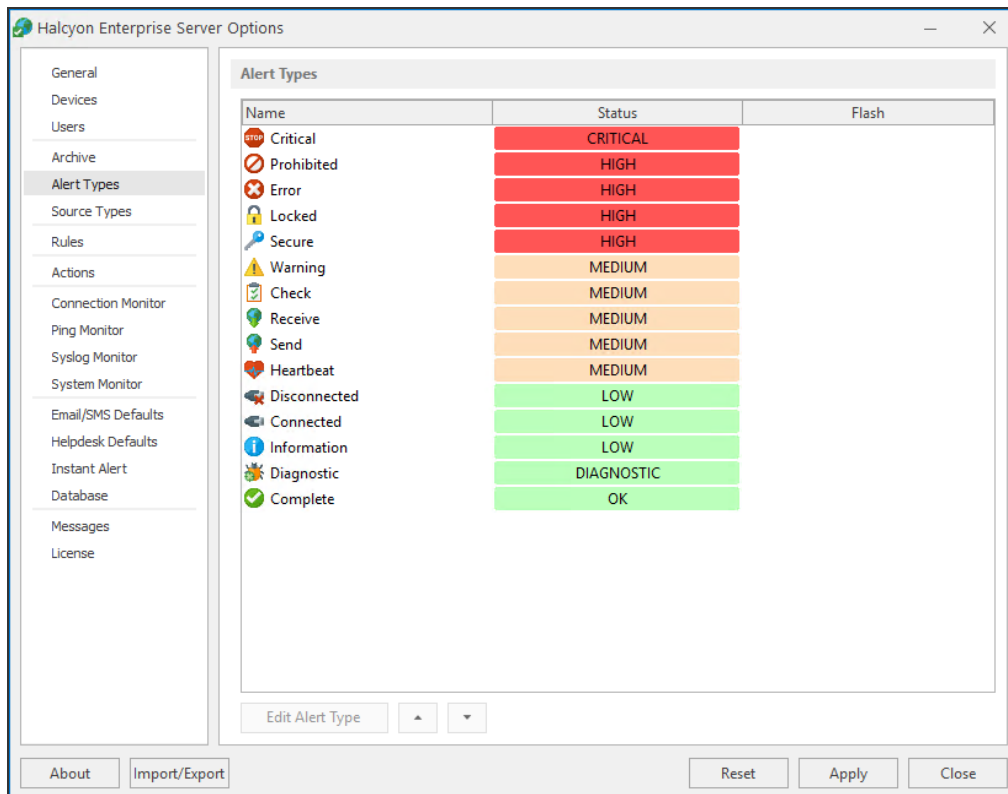 Halcyon Enterprise Server Options
General
Devices
Users
Archive
Alert Types
Source Types
Rules
Actions
Connection Monitor
Ping Monitor
Syslog Monitor
System Monitor
Email/SMS Defaults
Helpdesk Defaults
Instant Alert
Database
Messages
License
Alert Types
Name Status Flash
STOP Critical CRITICAL
Prohibited HIGH
Error HIGH
Locked HIGH
Secure HIGH
Warning MEDIUM
Check MEDIUM
Receive MEDIUM
Send MEDIUM
Heartbeat MEDIUM
Disconnected LOW
Connected LOW
Information LOW
Diagnostic DIAGNOSTIC
Complete OK
Edit Alert Type
About Import/Export Reset Apply Close